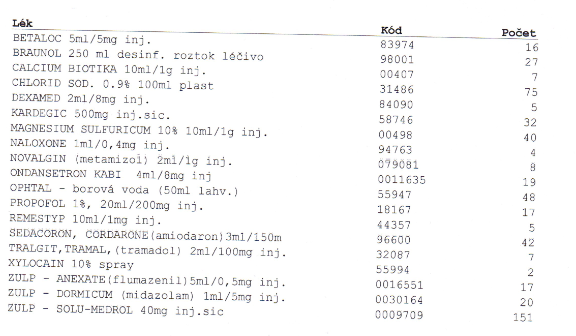 Lék Kód Počet
BETALOC 5ml/5mg inj. 83974 16
BRAUNOL 250 ml desinf. roztok léčivo 98001 27
CALCIUM BIOTIKA 10ml/1g inj. 00407 7
CHLORID SOD. 0.9% 100ml plast 31486 75
DEXAMED 2ml/8mg inj. 84090 5
KARDEGIC 500mg inj.sic. 58746 32
MAGNESIUM SULFURICUM 10% 10ml/1g inj. 00498 40
NALOXONE 1ml/0,4mg inj. 94763 4
NOVALGIN (metamizol) 2ml/1g inj. 079081 8
ONDANSETRON KABI 4ml/8mg inj 0011635 19
OPHTAL - borová voda (50ml lahv.) 55947 48
PROPOFOL 1%, 20ml/200mg inj. 18167 17
REMESTYP 10ml/1mg inj. 44357 5
SEDACORON, CORDARONE(amiodaron)3ml/150m 96600 42
TRALGIT,TRAMAL,(tramadol) 2ml/100mg inj. 32087 7
XYLOCAIN 10% spray 55994 2
ZULP - ANEXATE(flumazenil)5ml/0,5mg inj. 0016551 17
ZULP - DORMICUM (midazolam) 1ml/5mg inj. 0030164 20
ZULP - SOLU-MEDROL 40mg inj.sic 0009709 151